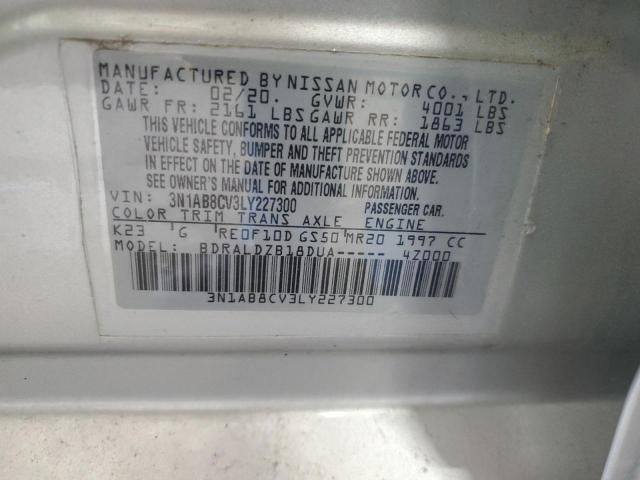 MANUFACTURED BY NISSAN MOTOR CO., LTD.
DATE: 02/20. GVWR: 4001 LBS
GAWR FR: 2161 LBS GAWR RR: 1863 LBS
THIS VEHICLE CONFORMS TO ALL APPLICABLE FEDERAL MOTOR
VEHICLE SAFETY, BUMPER AND THEFT PREVENTION STANDARDS
IN EFFECT ON THE DATE OF MANUFACTURE SHOWN ABOVE.
SEE OWNER'S MANUAL FOR ADDITIONAL INFORMATION.
VIN: 3N1AB8CV3LY227300 PASSENGER CAR.
COLOR TRIM TRANS AXLE ENGINE
K23 G RE0F10D GS50 MR20 1997 CC
MODEL: BDRALDZB18DUA----- 4Z000
3N1AB8CV3LY227300